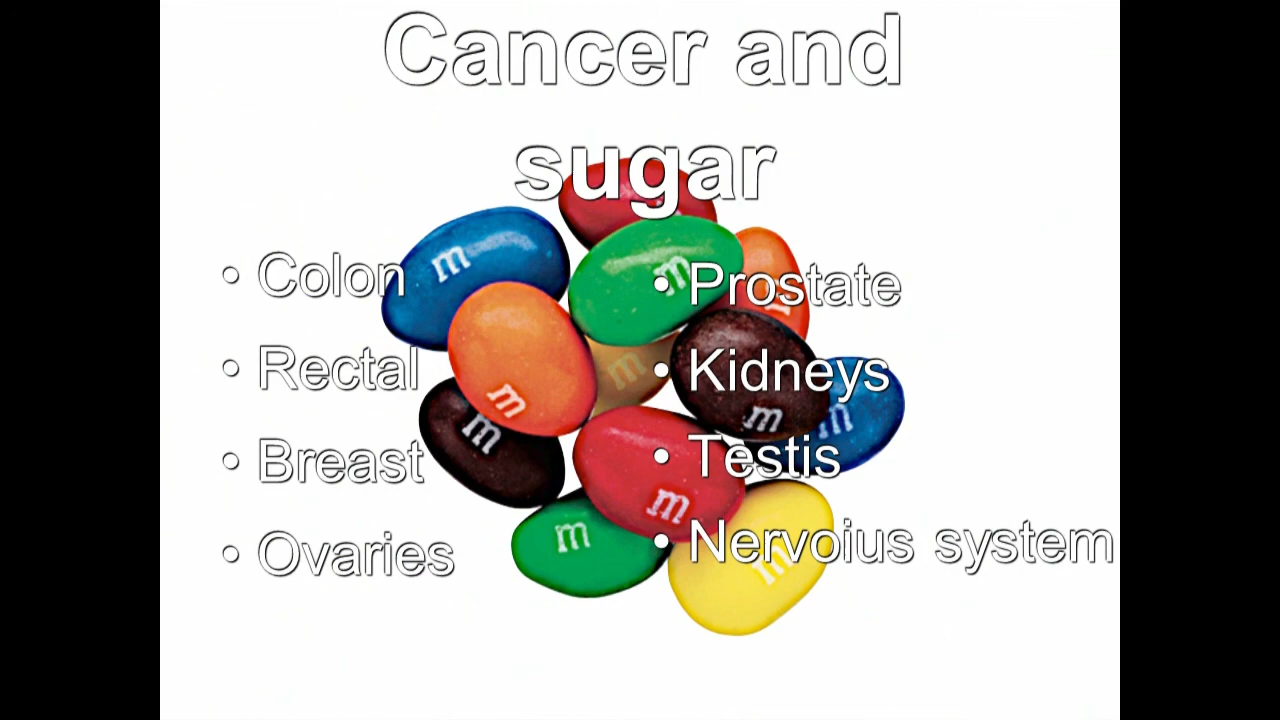 Cancer and
sugar
• Colon
• Rectal
• Breast
• Ovaries
• Prostate
• Kidneys
• Testis
• Nervoius system
m
m
m
m
m
m
m
m
m
m
m